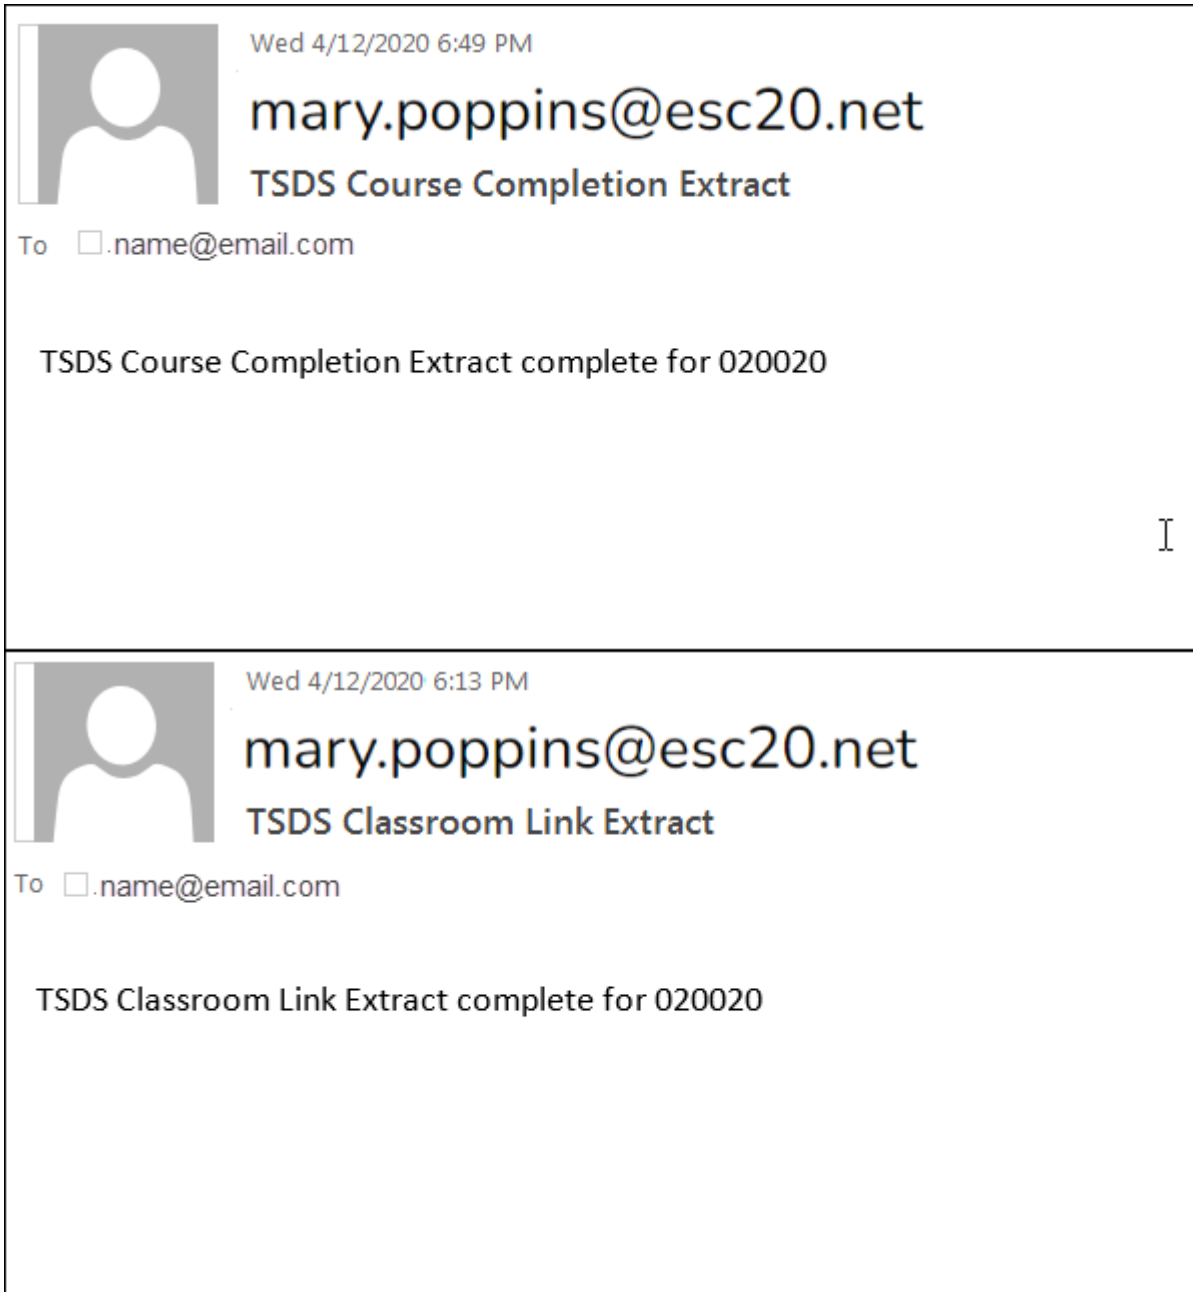 Wed 4/12/2020 6:49 PM
mary.poppins@esc20.net
TSDS Course Completion Extract
To .name@email.com
TSDS Course Completion Extract complete for 020020
Wed 4/12/2020 6:13 PM
mary.poppins@esc20.net
TSDS Classroom Link Extract
To .name@email.com
TSDS Classroom Link Extract complete for 020020